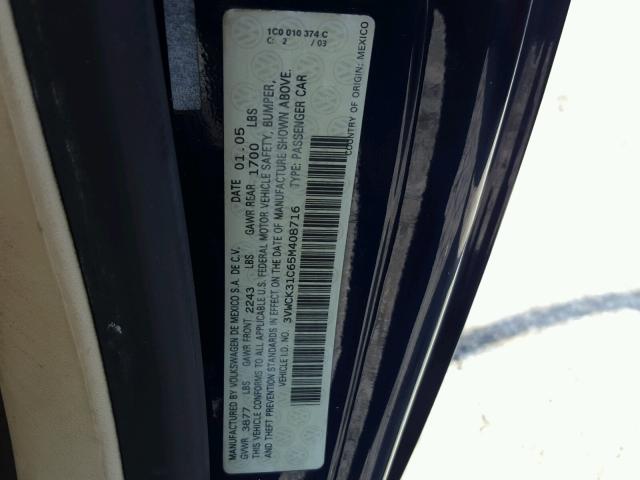 1C0 010 374 C
2 / 03
MANUFACTURED BY VOLKSWAGEN DE MEXICO S.A. DE C.V. DATE 01.05
GVWR 3877 LBS GAWR FRONT 2243 LBS GAWR REAR 1700 LBS
THIS VEHICLE CONFORMS TO ALL APPLICABLE U.S. FEDERAL MOTOR VEHICLE SAFETY, BUMPER,
AND THEFT PREVENTION STANDARDS IN EFFECT ON THE DATE OF MANUFACTURE SHOWN ABOVE.
VEHICLE I.D. NO. 3VWCK31C65M408716 TYPE: PASSENGER CAR
COUNTRY OF ORIGIN: MEXICO